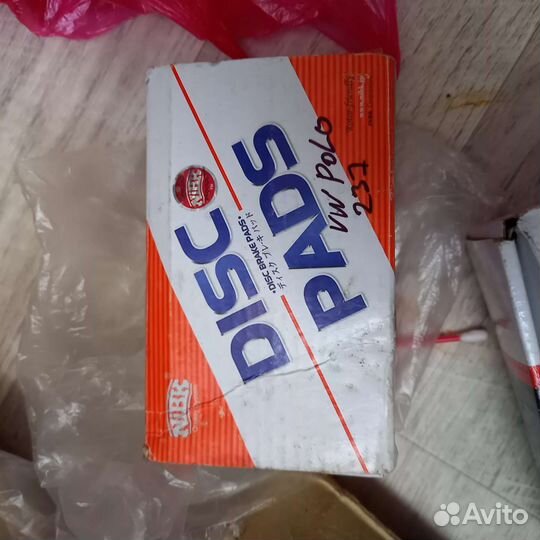 NiBK
DISC
•DISC BRAKE PADS•
ディスク ブレーキ パッド
PADS
VW POLO
237
NiBK
Avito